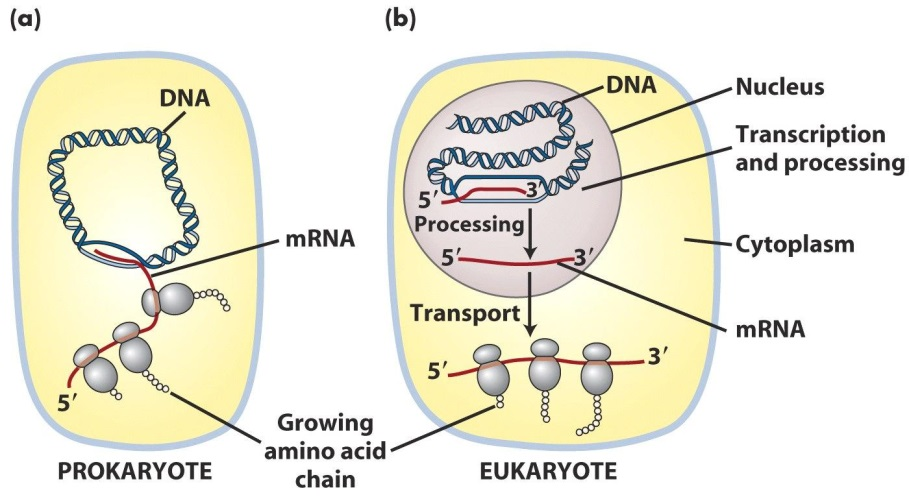 (a)
DNA
mRNA
5′
Growing
amino acid
chain
PROKARYOTE
(b)
DNA
Nucleus
Transcription
and processing
5′
3′
Processing
5′
3′
Cytoplasm
Transport
mRNA
5′
3′
EUKARYOTE